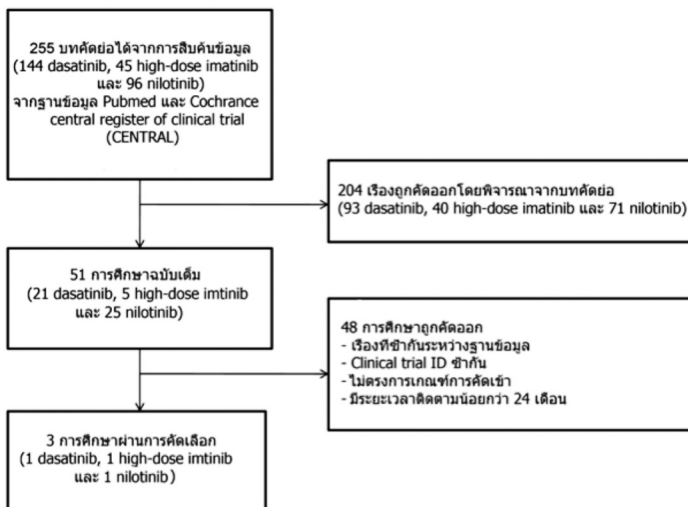 255 บทคัดย่อได้จากการสืบค้นข้อมูล
(144 dasatinib, 45 high-dose imatinib
และ 96 nilotinib)
จากฐานข้อมูล Pubmed และ Cochrance
central register of clinical trial
(CENTRAL)
204 เรื่องถูกคัดออกโดยพิจารณาจากบทคัดย่อ
(93 dasatinib, 40 high-dose imatinib และ 71 nilotinib)
51 การศึกษาฉบับเต็ม
(21 dasatinib, 5 high-dose imtinib
และ 25 nilotinib)
48 การศึกษาถูกคัดออก
- เรื่องที่ซ้ำกันระหว่างฐานข้อมูล
- Clinical trial ID ซ้ำกัน
- ไม่ตรงการเกณฑ์การคัดเข้า
- มีระยะเวลาติดตามน้อยกว่า 24 เดือน
3 การศึกษาผ่านการคัดเลือก
(1 dasatinib, 1 high-dose imtinib
และ 1 nilotinib)